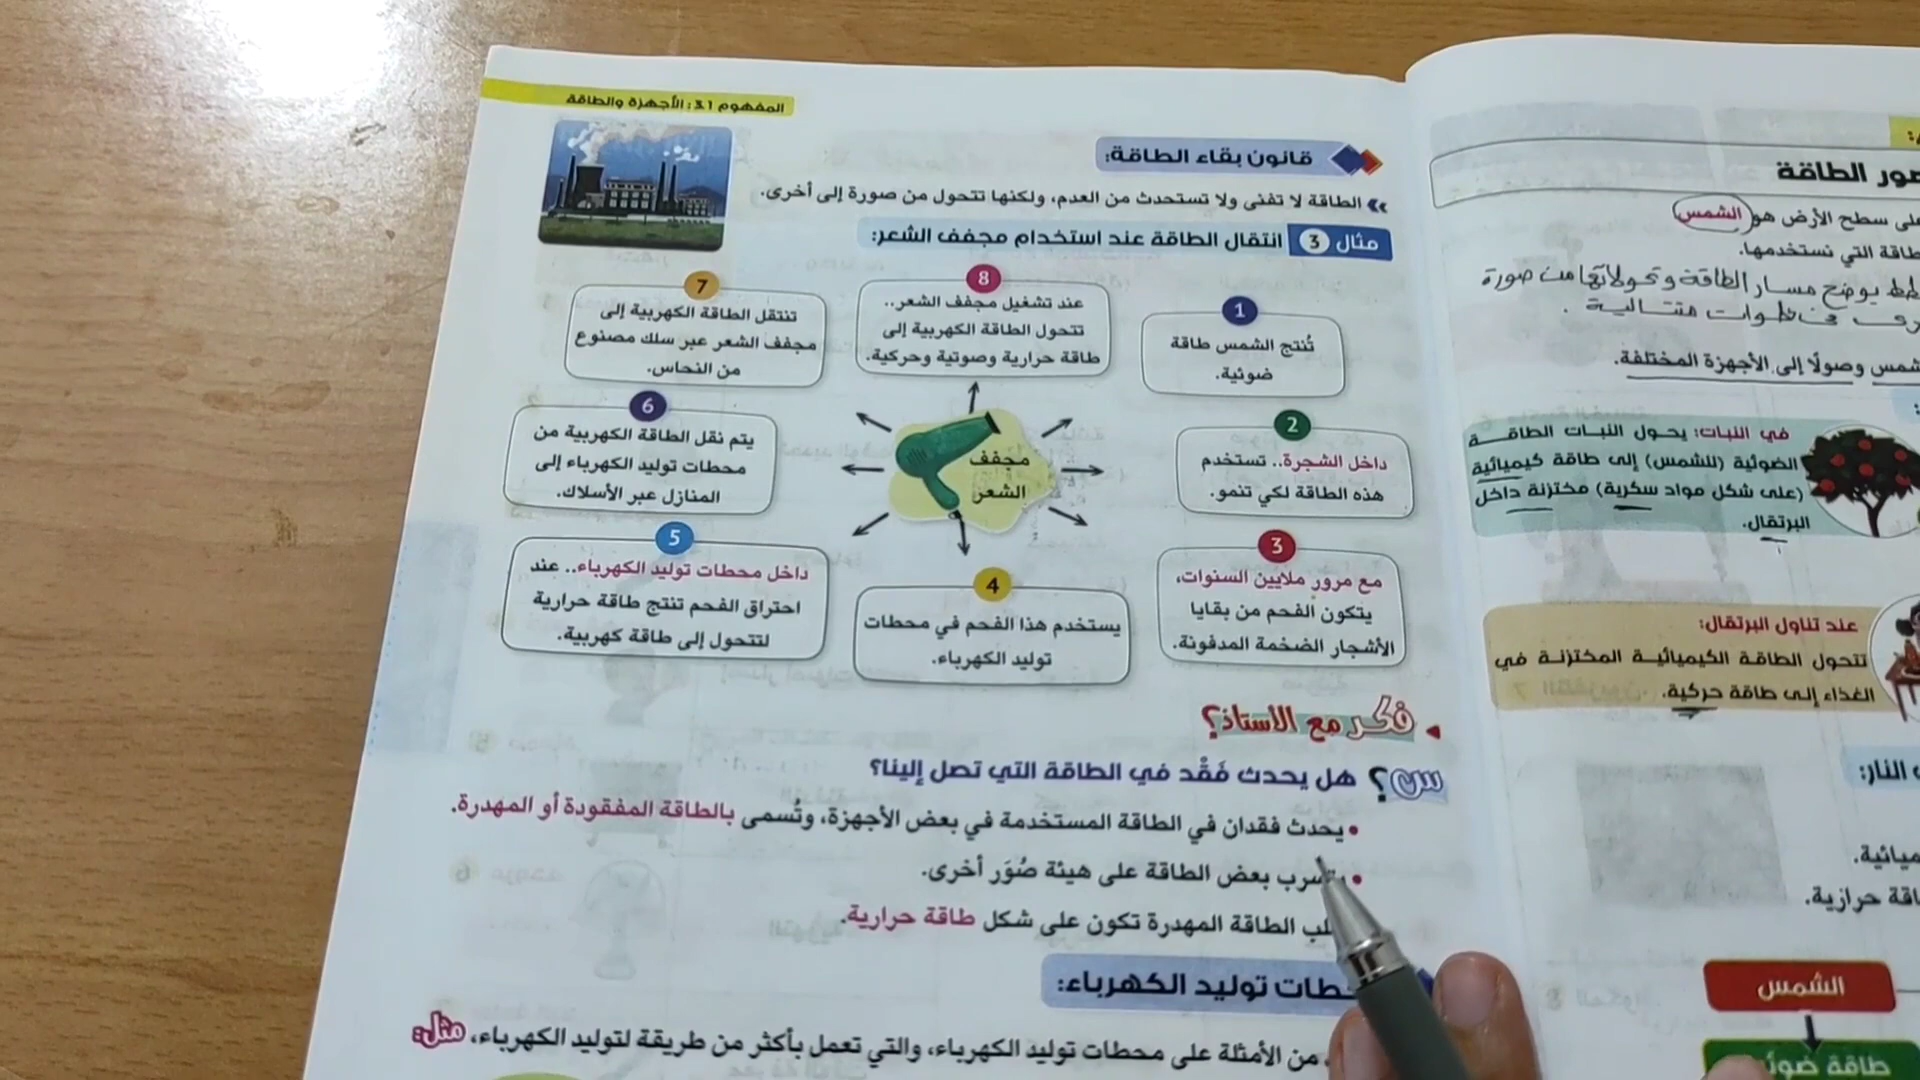 المفهوم 3.1: الأجهزة والطاقة
قانون بقاء الطاقة:
الطاقة لا تفنى ولا تستحدث من العدم، ولكنها تتحول من صورة إلى أخرى.
مثال 3 انتقال الطاقة عند استخدام مجفف الشعر:
1
تُنتج الشمس طاقة
ضوئية.
2
داخل الشجرة.. تستخدم
هذه الطاقة لكي تنمو.
3
مع مرور ملايين السنوات،
يتكون الفحم من بقايا
الأشجار الضخمة المدفونة.
4
يستخدم هذا الفحم في محطات
توليد الكهرباء.
5
داخل محطات توليد الكهرباء.. عند
احتراق الفحم تنتج طاقة حرارية
لتتحول إلى طاقة كهربية.
6
يتم نقل الطاقة الكهربية من
محطات توليد الكهرباء إلى
المنازل عبر الأسلاك.
7
تنتقل الطاقة الكهربية إلى
مجفف الشعر عبر سلك مصنوع
من النحاس.
8
عند تشغيل مجفف الشعر..
تتحول الطاقة الكهربية إلى
طاقة حرارية وصوتية وحركية.
مجفف
الشعر
فكر مع الأستاذ؟
س؟ هل يحدث فَقْد في الطاقة التي تصل إلينا؟
• يحدث فقدان في الطاقة المستخدمة في بعض الأجهزة، وتُسمى بالطاقة المفقودة أو المهدرة.
• بعض الطاقة على هيئة صُوَر أخرى.
الطاقة المهدرة تكون على شكل طاقة حرارية.
توليد الكهرباء:
من الأمثلة على محطات توليد الكهرباء، والتي تعمل بأكثر من طريقة لتوليد الكهرباء، مثل:
الطاقة
على سطح الأرض هو الشمس
التي نستخدمها.
يوضح مسار الطاقة وتحولاتها من صورة
في خطوات متتالية.
وصولًا إلى الأجهزة المختلفة.
في النبات: يحول النبات الطاقة
الضوئية (للشمس) إلى طاقة كيميائية
(على شكل مواد سكرية) مختزنة داخل
البرتقال.
عند تناول البرتقال:
تتحول الطاقة الكيميائية المختزنة في
الغذاء إلى طاقة حركية.
النار:
حرارية.
الشمس
طاقة